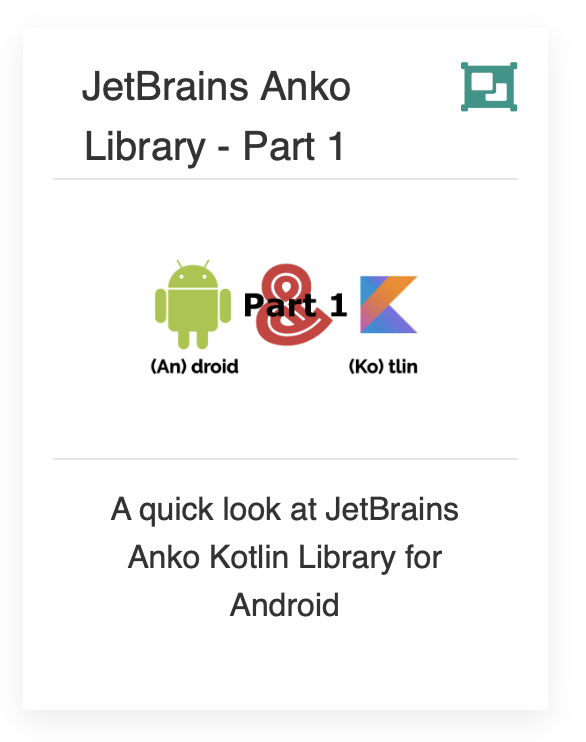 JetBrains Anko
Library - Part 1
&
Part 1
(An) droid
(Ko) tlin
A quick look at JetBrains
Anko Kotlin Library for
Android